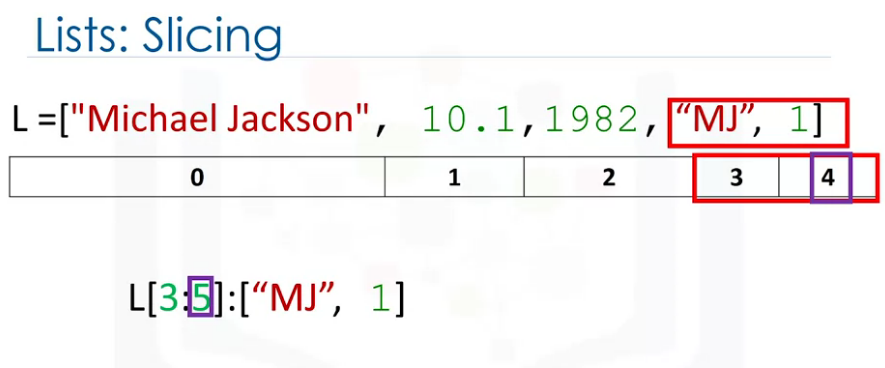 Lists: Slicing
L =["Michael Jackson", 10.1,1982, “MJ”, 1]
0 1 2 3 4
L[3:5]:[“MJ”, 1]